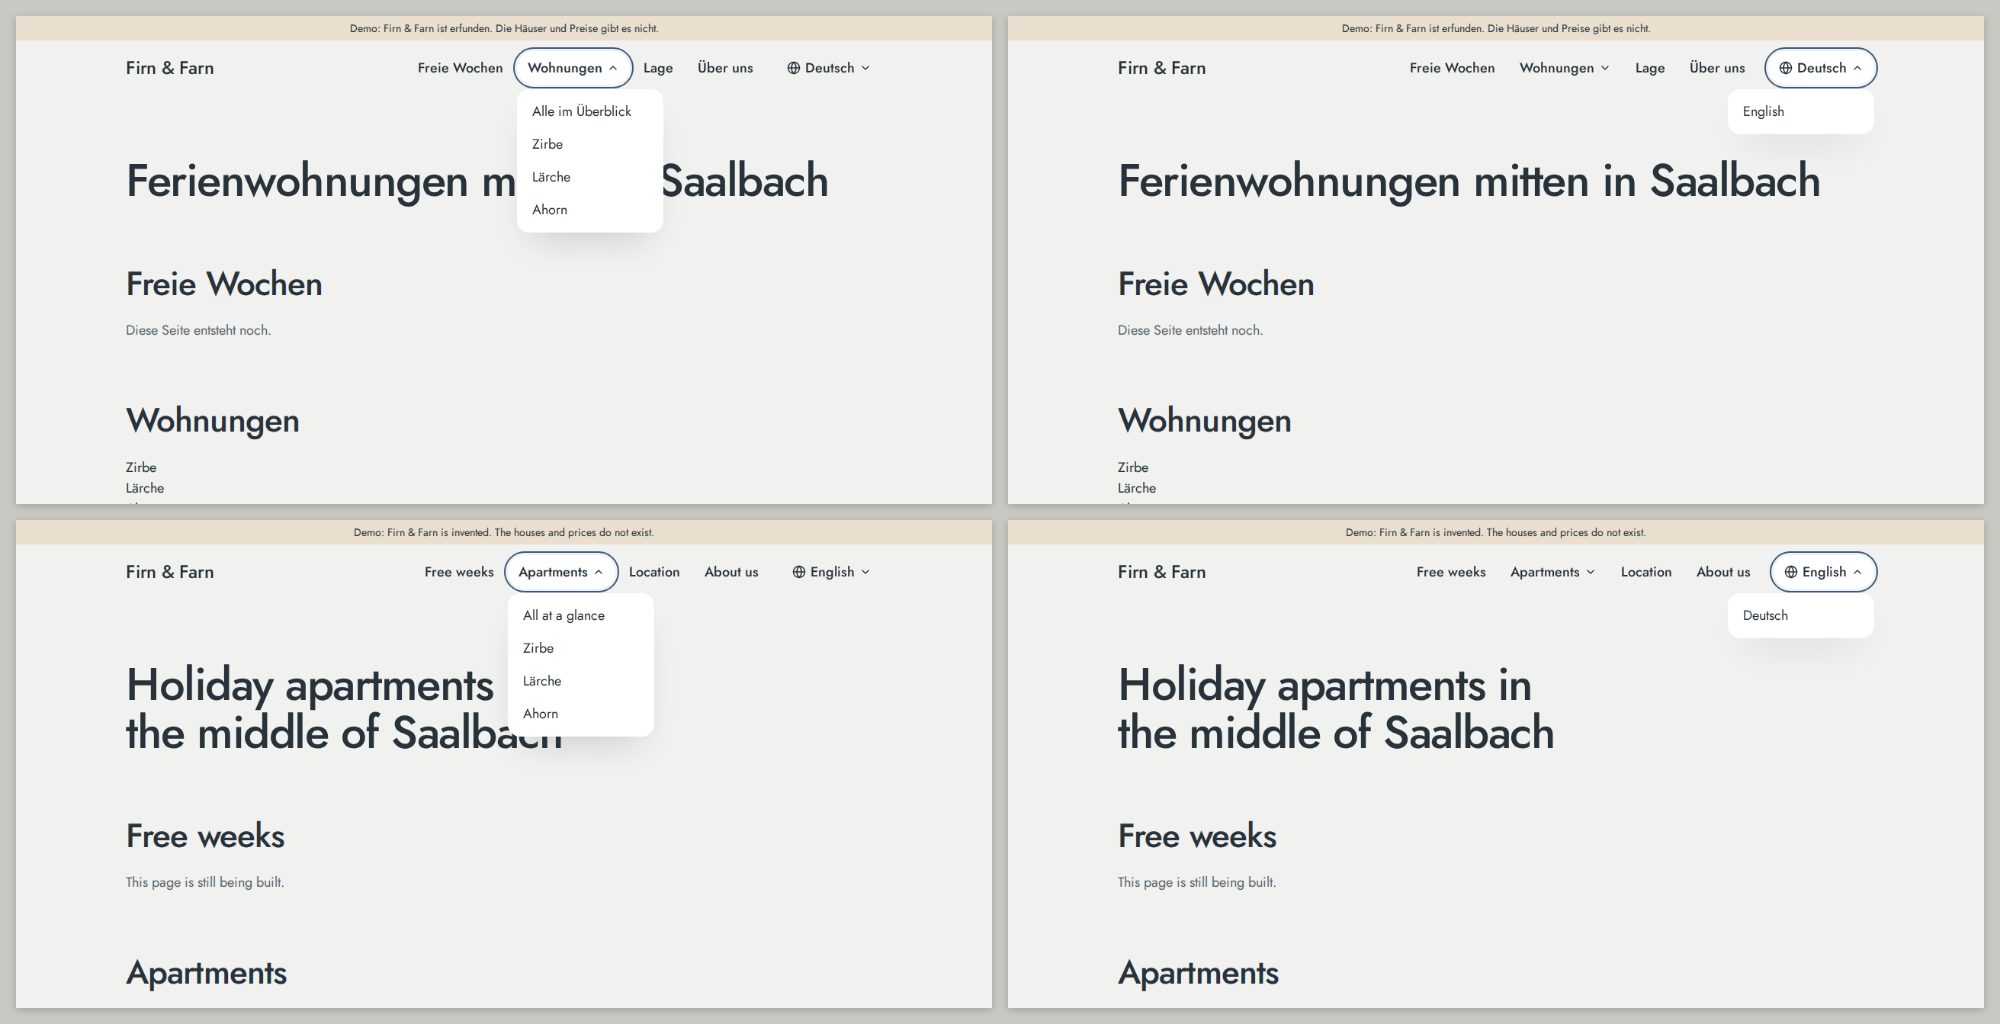 Demo: Firn & Farn ist erfunden. Die Häuser und Preise gibt es nicht.
Firn & Farn
Freie Wochen
Wohnungen
Lage
Über uns
Deutsch
Alle im Überblick
Zirbe
Lärche
Ahorn
Ferienwohnungen m Saalbach
Freie Wochen
Diese Seite entsteht noch.
Wohnungen
Zirbe
Lärche
Demo: Firn & Farn ist erfunden. Die Häuser und Preise gibt es nicht.
Firn & Farn
Freie Wochen
Wohnungen
Lage
Über uns
Deutsch
English
Ferienwohnungen mitten in Saalbach
Freie Wochen
Diese Seite entsteht noch.
Wohnungen
Zirbe
Lärche
Demo: Firn & Farn is invented. The houses and prices do not exist.
Firn & Farn
Free weeks
Apartments
Location
About us
English
All at a glance
Zirbe
Lärche
Ahorn
Holiday apartments
the middle of Saalbach
Free weeks
This page is still being built.
Apartments
Demo: Firn & Farn is invented. The houses and prices do not exist.
Firn & Farn
Free weeks
Apartments
Location
About us
English
Deutsch
Holiday apartments in
the middle of Saalbach
Free weeks
This page is still being built.
Apartments